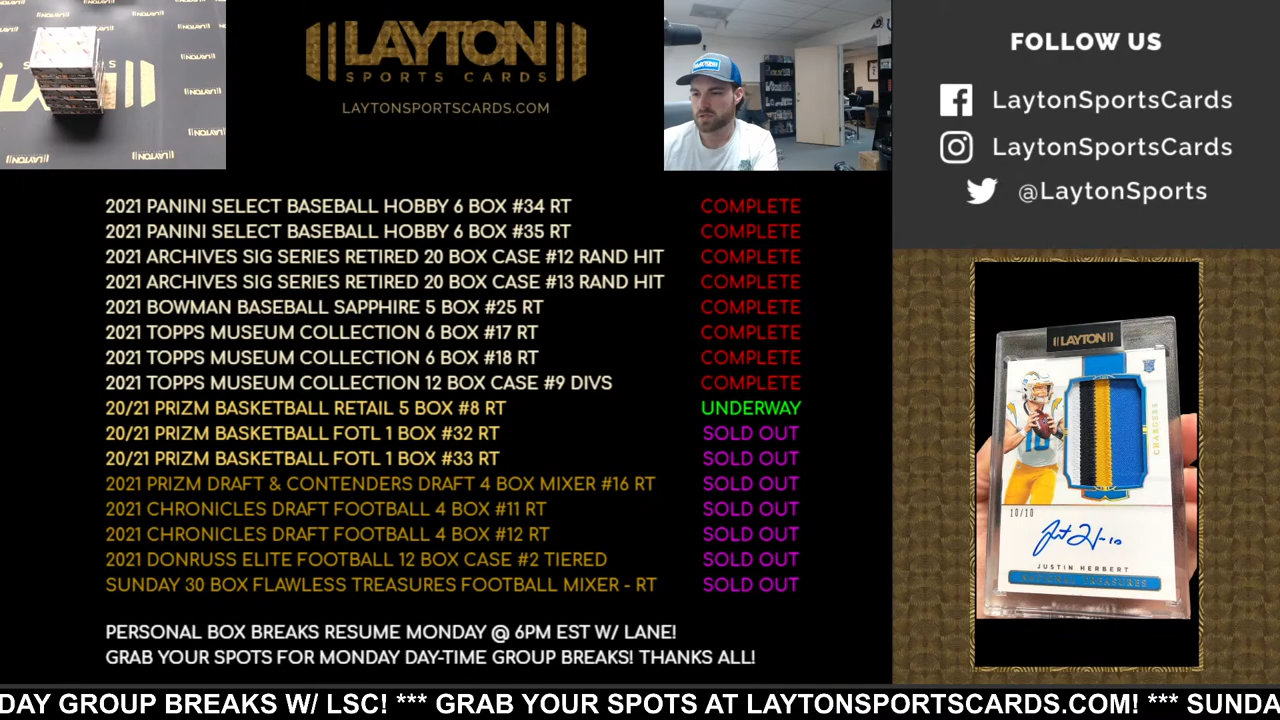 LAYTON
SPORTS CARDS
LAYTONSPORTSCARDS.COM
FOLLOW US
LaytonSportsCards
LaytonSportsCards
@LaytonSports
2021 PANINI SELECT BASEBALL HOBBY 6 BOX #34 RT COMPLETE
2021 PANINI SELECT BASEBALL HOBBY 6 BOX #35 RT COMPLETE
2021 ARCHIVES SIG SERIES RETIRED 20 BOX CASE #12 RAND HIT COMPLETE
2021 ARCHIVES SIG SERIES RETIRED 20 BOX CASE #13 RAND HIT COMPLETE
2021 BOWMAN BASEBALL SAPPHIRE 5 BOX #25 RT COMPLETE
2021 TOPPS MUSEUM COLLECTION 6 BOX #17 RT COMPLETE
2021 TOPPS MUSEUM COLLECTION 6 BOX #18 RT COMPLETE
2021 TOPPS MUSEUM COLLECTION 12 BOX CASE #9 DIVS COMPLETE
20/21 PRIZM BASKETBALL RETAIL 5 BOX #8 RT UNDERWAY
20/21 PRIZM BASKETBALL FOTL 1 BOX #32 RT SOLD OUT
20/21 PRIZM BASKETBALL FOTL 1 BOX #33 RT SOLD OUT
2021 PRIZM DRAFT & CONTENDERS DRAFT 4 BOX MIXER #16 RT SOLD OUT
2021 CHRONICLES DRAFT FOOTBALL 4 BOX #11 RT SOLD OUT
2021 CHRONICLES DRAFT FOOTBALL 4 BOX #12 RT SOLD OUT
2021 DONRUSS ELITE FOOTBALL 12 BOX CASE #2 TIERED SOLD OUT
SUNDAY 30 BOX FLAWLESS TREASURES FOOTBALL MIXER - RT SOLD OUT
PERSONAL BOX BREAKS RESUME MONDAY @ 6PM EST W/ LANE!
GRAB YOUR SPOTS FOR MONDAY DAY-TIME GROUP BREAKS! THANKS ALL!
LAYTON
CHARGERS
10/10
JUSTIN HERBERT
NATIONAL TREASURES
DAY GROUP BREAKS W/ LSC! *** GRAB YOUR SPOTS AT LAYTONSPORTSCARDS.COM! *** SUNDA